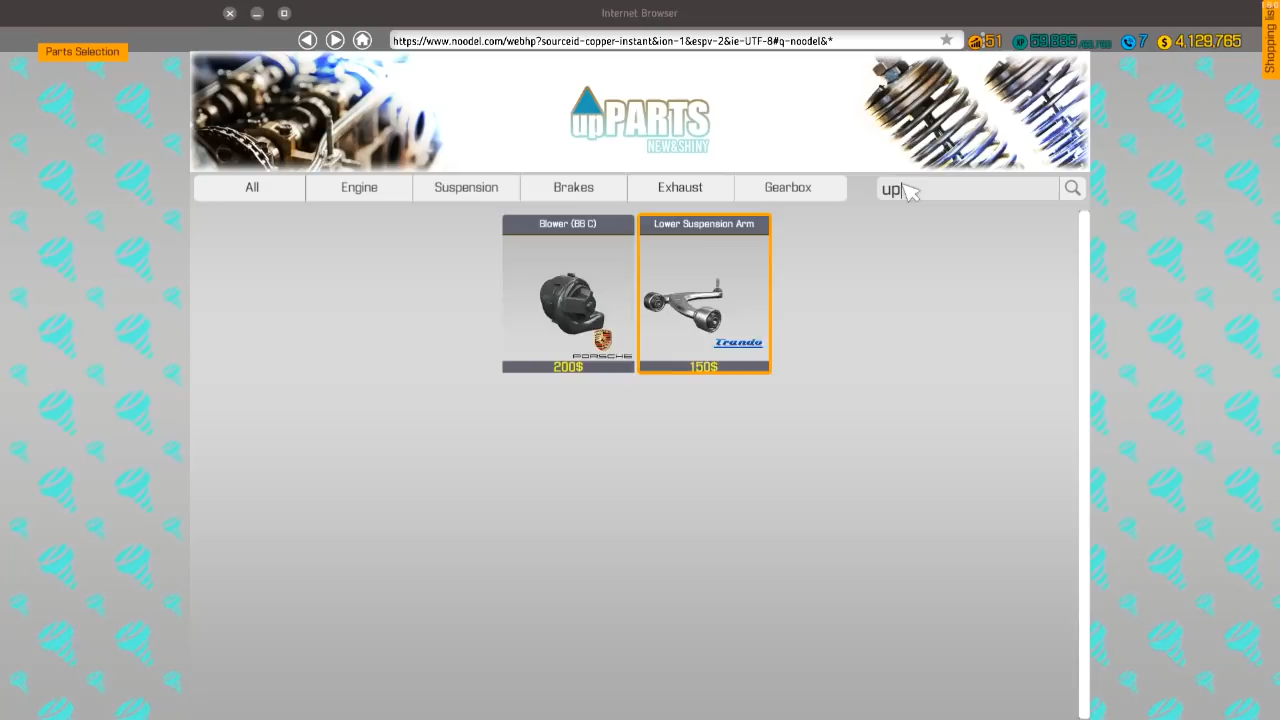 Internet Browser
Shopping list
Parts Selection
https://www.noodel.com/webhp?sourceid-copper-instant&ion-1&espv-2&ie-UTF-8#q-noodel&*
51
7
$ 4,129,765
upPARTS
NEW&SHINY
All Engine Suspension Brakes Exhaust Gearbox
up
Blower (B6 C) Lower Suspension Arm
PORSCHE Trando
200$ 150$